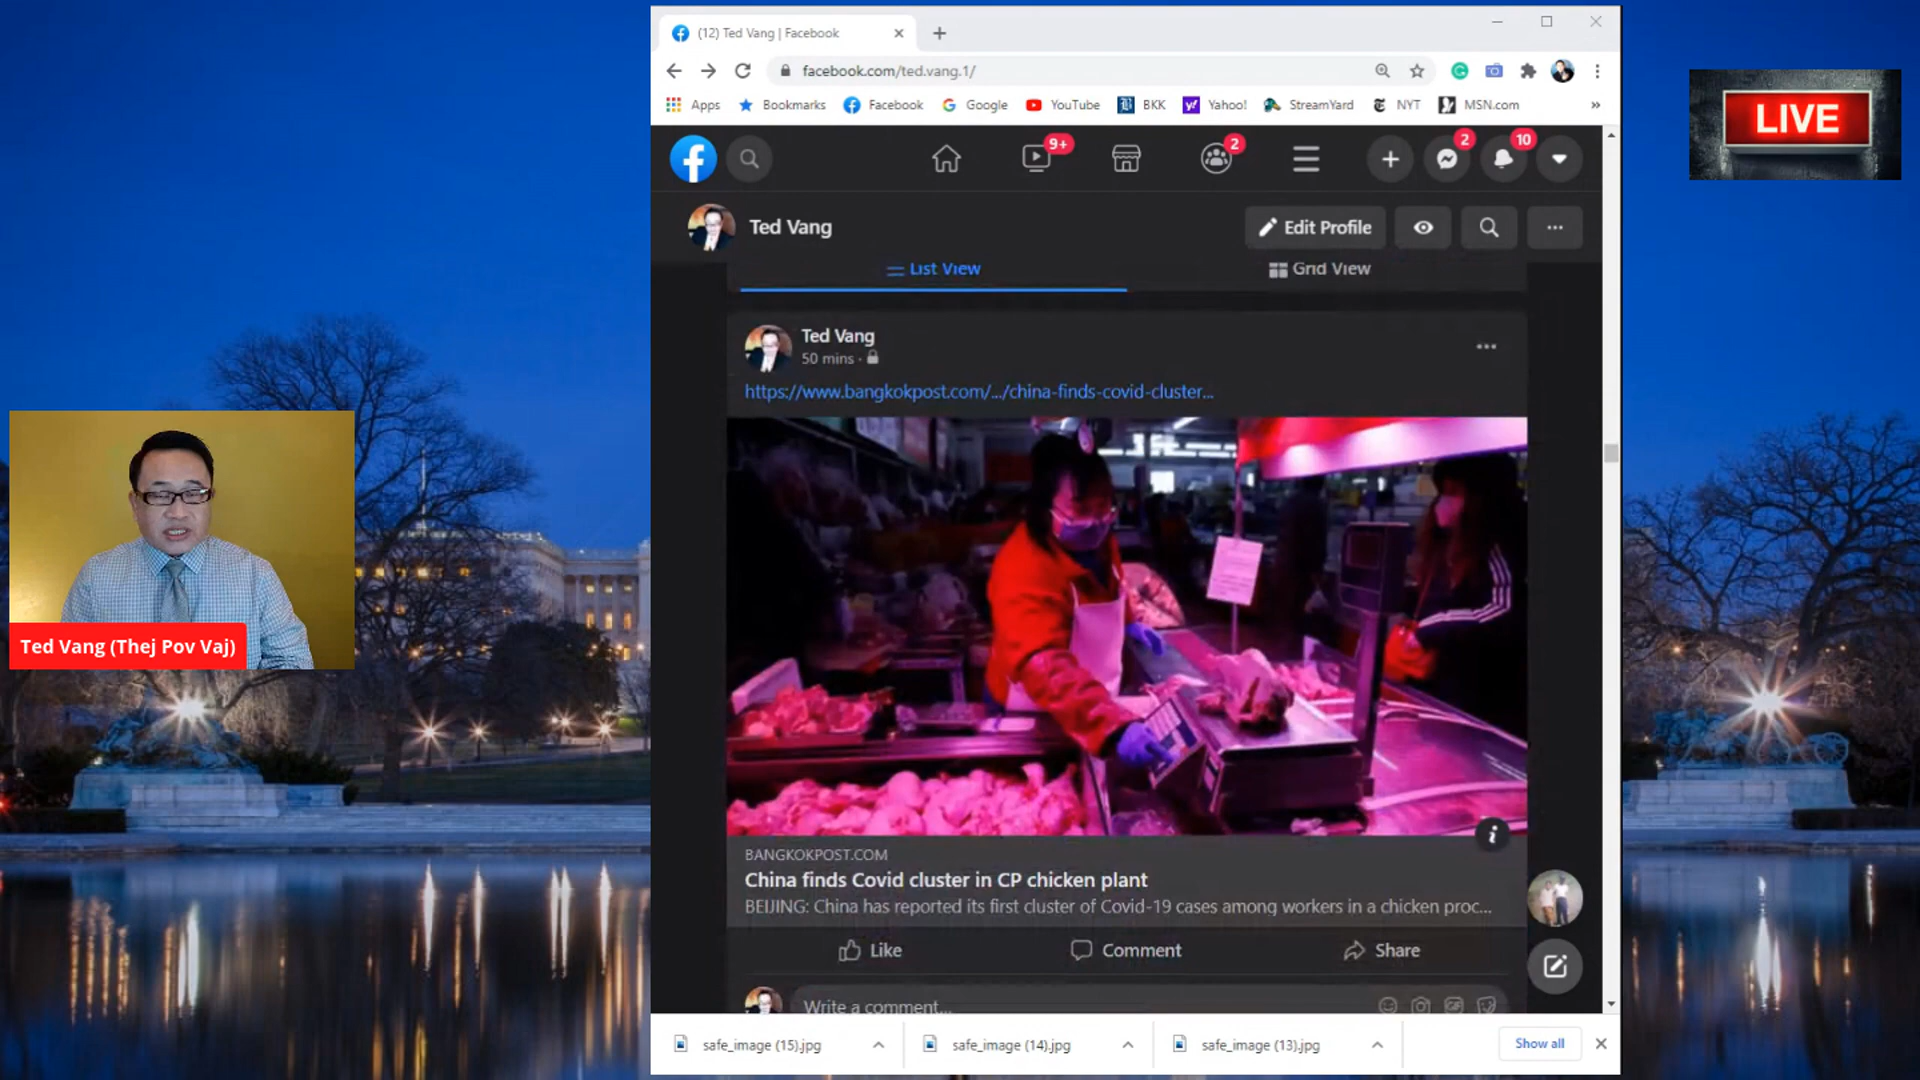 (12) Ted Vang | Facebook
facebook.com/ted.vang.1/
Apps Bookmarks Facebook Google YouTube BKK Yahoo! StreamYard NYT MSN.com »
LIVE
9+ 2 2 10
Ted Vang
Edit Profile
List View Grid View
Ted Vang
50 mins ·
https://www.bangkokpost.com/.../china-finds-covid-cluster...
Ted Vang (Thej Pov Vaj)
BANGKOKPOST.COM
China finds Covid cluster in CP chicken plant
BEIJING: China has reported its first cluster of Covid-19 cases among workers in a chicken proc...
Like Comment Share
Write a comment...
safe_image (15).jpg safe_image (14).jpg safe_image (13).jpg Show all